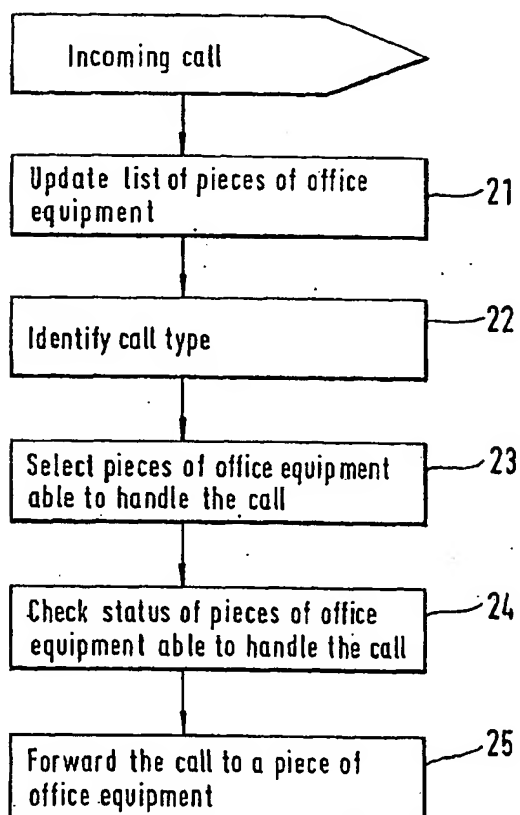 Incoming call
Update list of pieces of office
equipment
21
Identify call type
22
Select pieces of office equipment
able to handle the call
23
Check status of pieces of office
equipment able to handle the call
24
Forward the call to a piece of
office equipment
25